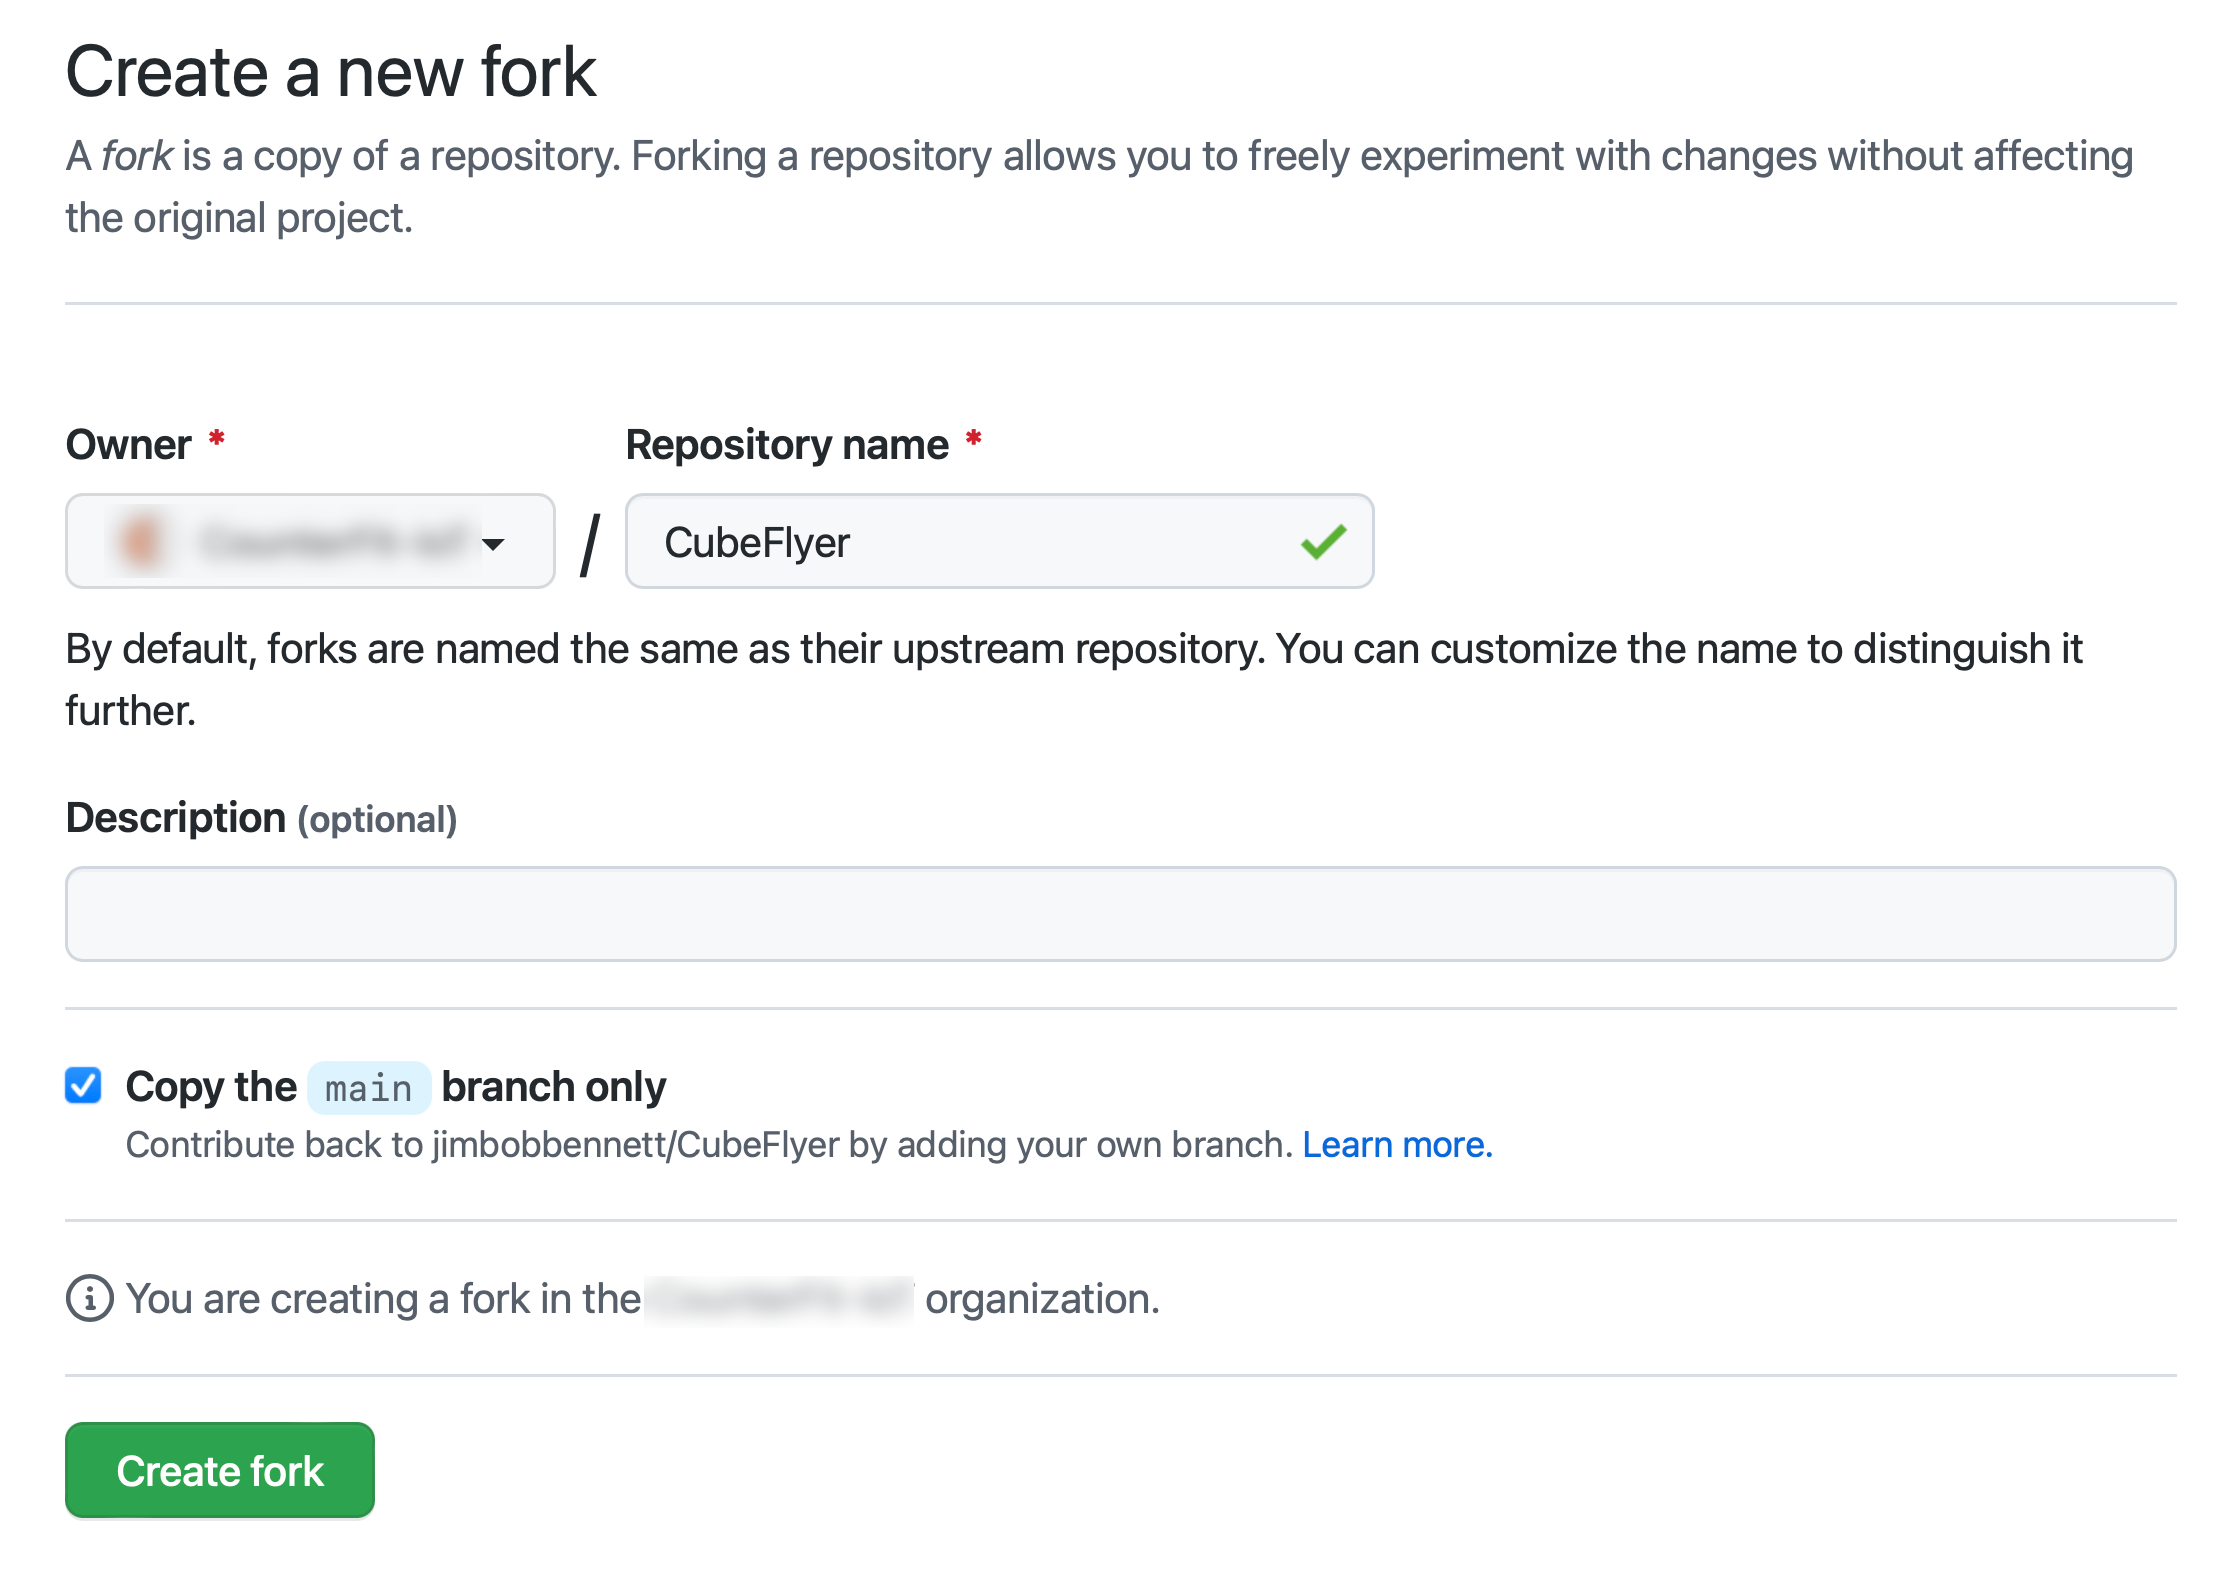 Create a new fork
A fork is a copy of a repository. Forking a repository allows you to freely experiment with changes without affecting
the original project.
Owner *
Repository name *
/
CubeFlyer
By default, forks are named the same as their upstream repository. You can customize the name to distinguish it
further.
Description (optional)
Copy the main branch only
Contribute back to jimbobbennett/CubeFlyer by adding your own branch. Learn more.
You are creating a fork in the organization.
Create fork